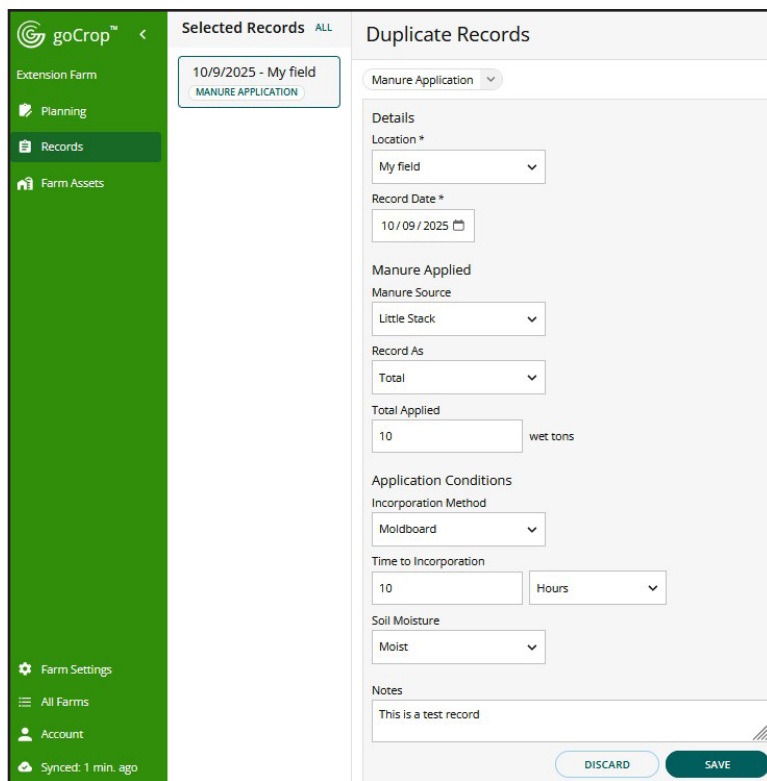 goCrop™
Extension Farm
Planning
Records
Farm Assets
Farm Settings
All Farms
Account
Synced: 1 min. ago
Selected Records ALL
10/9/2025 - My field
MANURE APPLICATION
Duplicate Records
Manure Application
Details
Location *
My field
Record Date *
10/09/2025
Manure Applied
Manure Source
Little Stack
Record As
Total
Total Applied
10 wet tons
Application Conditions
Incorporation Method
Moldboard
Time to Incorporation
10 Hours
Soil Moisture
Moist
Notes
This is a test record
DISCARD SAVE